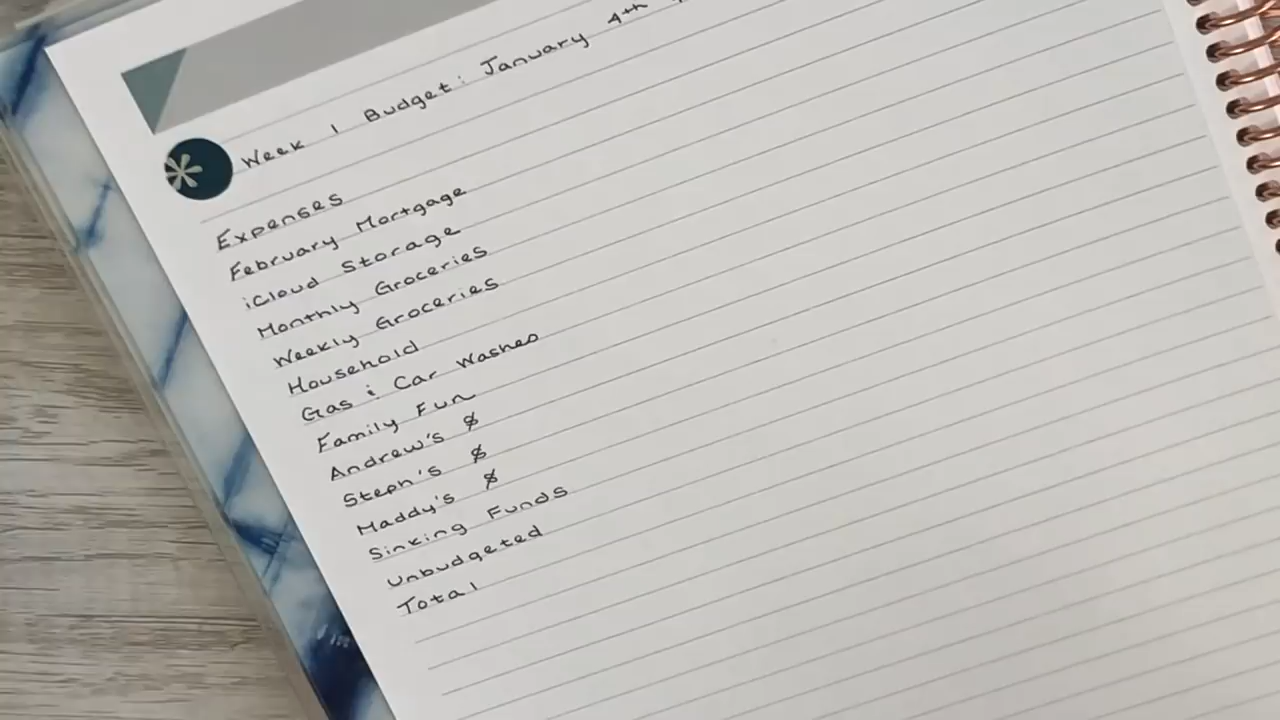 Week 1 Budget: January 4th
Expenses
February Mortgage
iCloud Storage
Monthly Groceries
Weekly Groceries
Household
Gas & Car Washes
Family Fun
Andrew's $
Steph's $
Maddy's $
Sinking Funds
Unbudgeted
Total